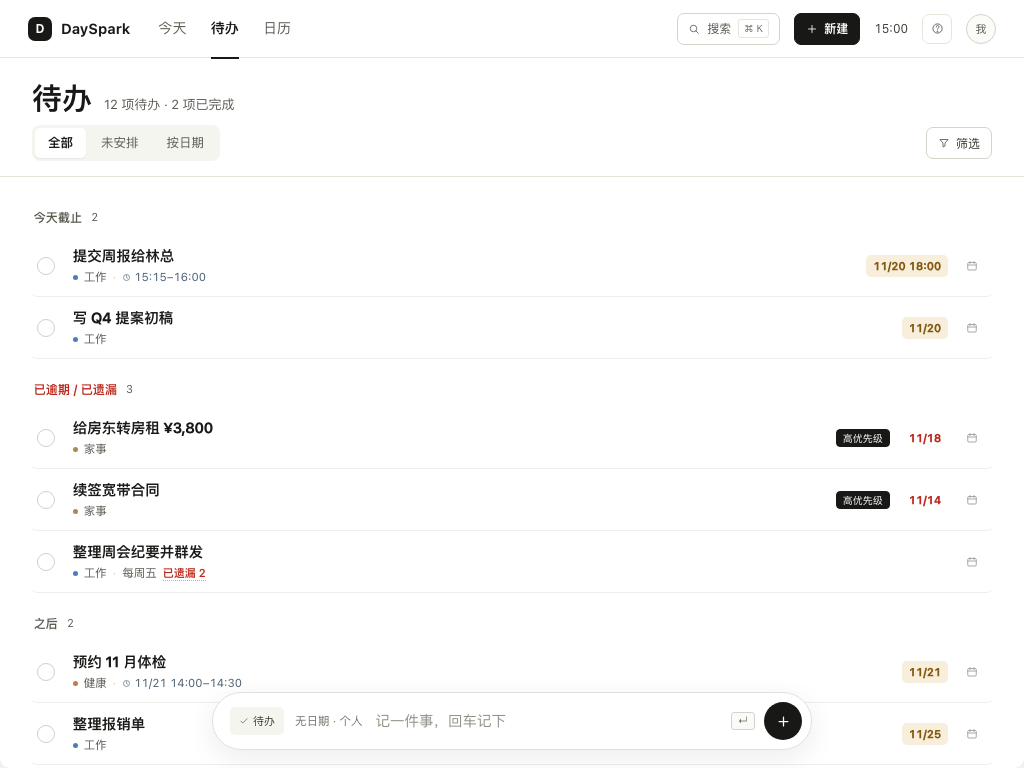 D DaySpark 今天 待办 日历 搜索 ⌘ K + 新建 15:00 我
待办 12 项待办 · 2 项已完成
全部 未安排 按日期 筛选
今天截止 2
提交周报给林总
工作 · 15:15–16:00 11/20 18:00
写 Q4 提案初稿
工作 11/20
已逾期 / 已遗漏 3
给房东转房租 ¥3,800
家事 高优先级 11/18
续签宽带合同
家事 高优先级 11/14
整理周会纪要并群发
工作 · 每周五 已遗漏 2
之后 2
预约 11 月体检
健康 · 11/21 14:00–14:30 11/21
整理报销单
工作 11/25
待办 无日期 · 个人 记一件事，回车记下